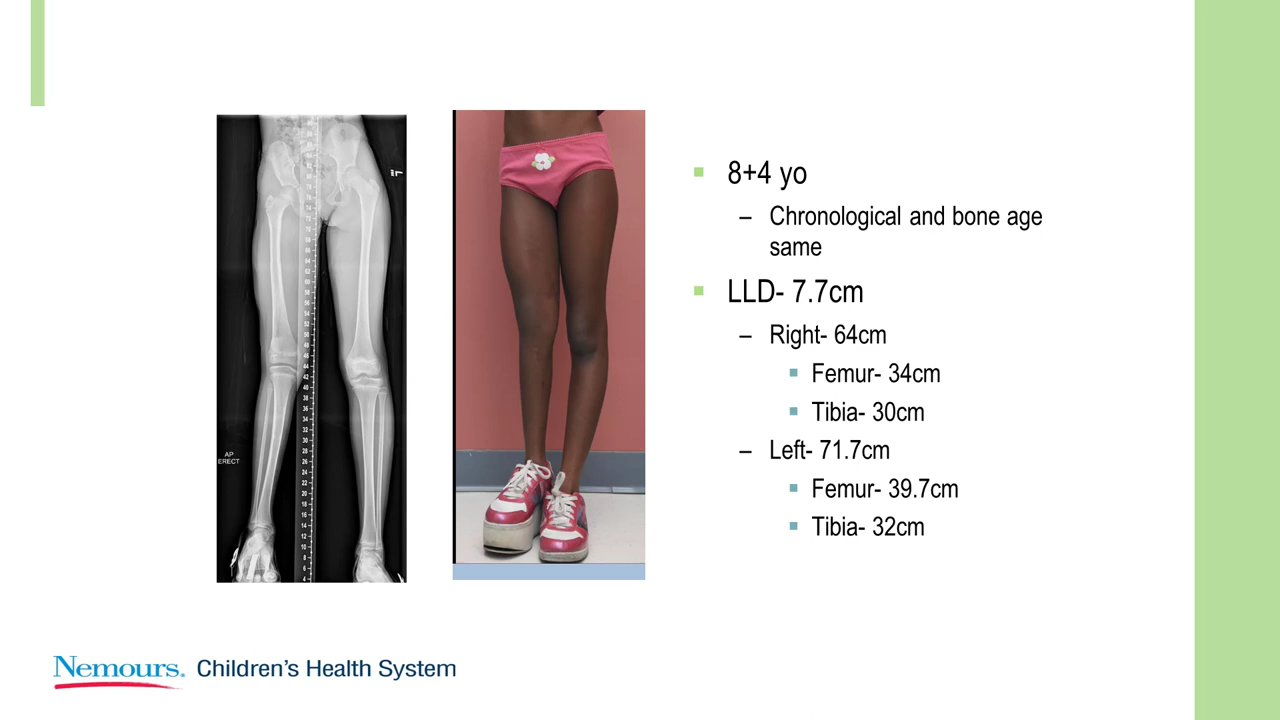 8+4 yo
– Chronological and bone age
same
LLD- 7.7cm
– Right- 64cm
Femur- 34cm
Tibia- 30cm
– Left- 71.7cm
Femur- 39.7cm
Tibia- 32cm
L
AP
ERECT
Nemours. Children's Health System